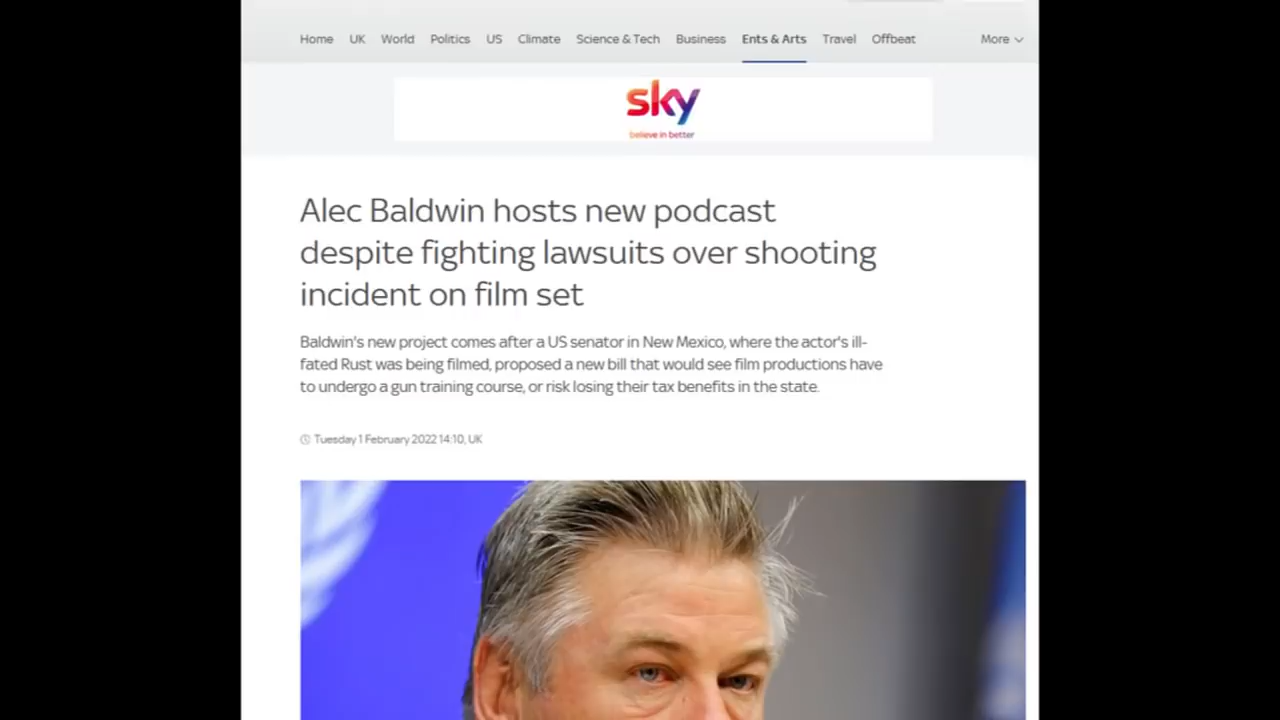 Home UK World Politics US Climate Science & Tech Business Ents & Arts Travel Offbeat More
sky
believe in better
Alec Baldwin hosts new podcast
despite fighting lawsuits over shooting
incident on film set
Baldwin's new project comes after a US senator in New Mexico, where the actor's ill-
fated Rust was being filmed, proposed a new bill that would see film productions have
to undergo a gun training course, or risk losing their tax benefits in the state.
Tuesday 1 February 2022 14:10, UK